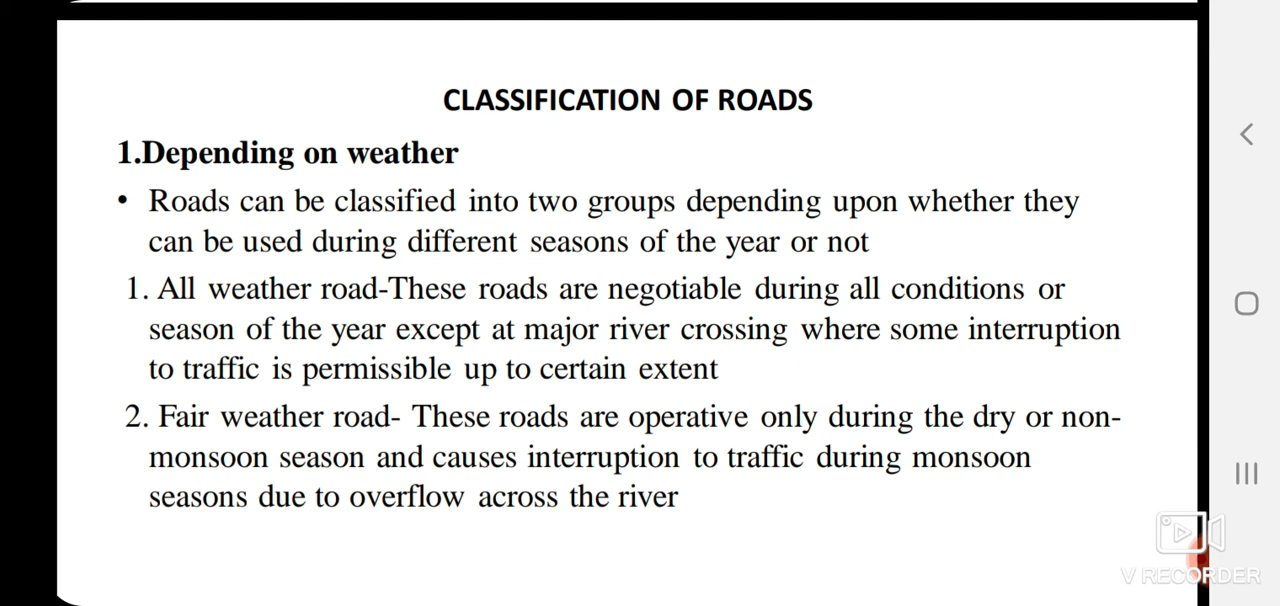 CLASSIFICATION OF ROADS
1.Depending on weather
• Roads can be classified into two groups depending upon whether they
can be used during different seasons of the year or not
1. All weather road-These roads are negotiable during all conditions or
season of the year except at major river crossing where some interruption
to traffic is permissible up to certain extent
2. Fair weather road- These roads are operative only during the dry or non-
monsoon season and causes interruption to traffic during monsoon
seasons due to overflow across the river
V RECORDER